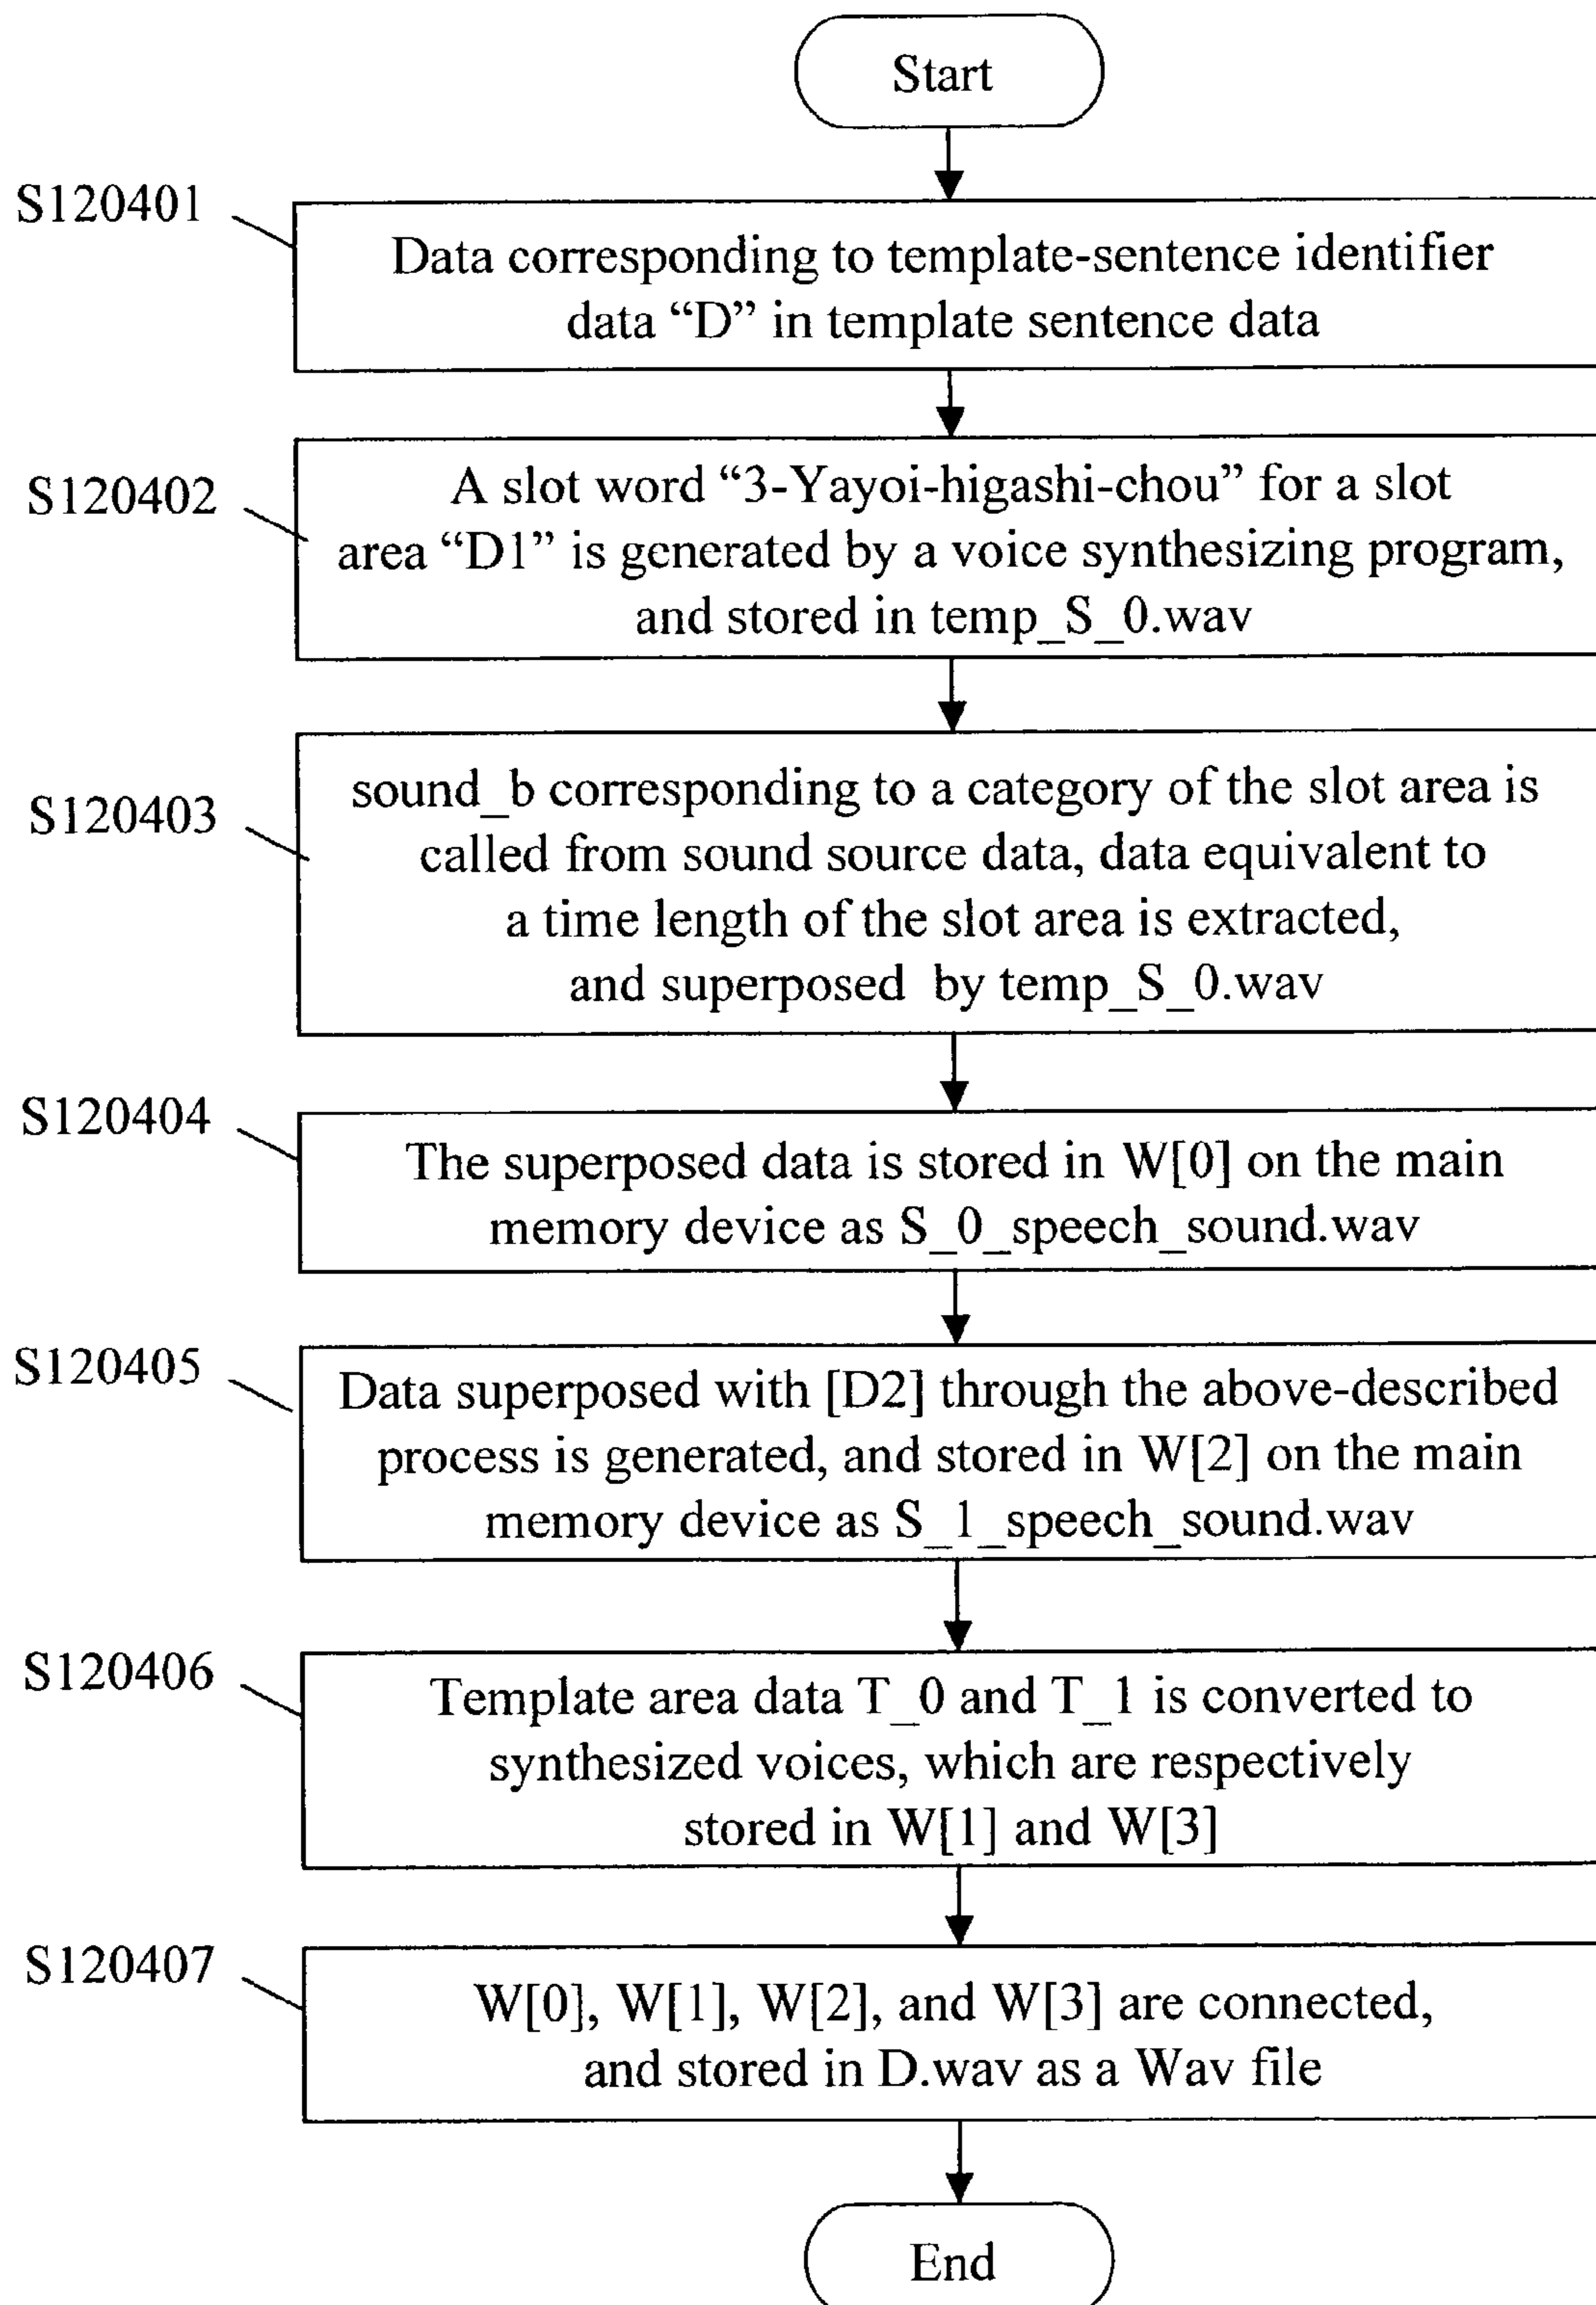 Start
S120401
Data corresponding to template-sentence identifier
data “D” in template sentence data
S120402
A slot word “3-Yayoi-higashi-chou” for a slot
area “D1” is generated by a voice synthesizing program,
and stored in temp_S_0.wav
S120403
sound_b corresponding to a category of the slot area is
called from sound source data, data equivalent to
a time length of the slot area is extracted,
and superposed by temp_S_0.wav
S120404
The superposed data is stored in W[0] on the main
memory device as S_0_speech_sound.wav
S120405
Data superposed with [D2] through the above-described
process is generated, and stored in W[2] on the main
memory device as S_1_speech_sound.wav
S120406
Template area data T_0 and T_1 is converted to
synthesized voices, which are respectively
stored in W[1] and W[3]
S120407
W[0], W[1], W[2], and W[3] are connected,
and stored in D.wav as a Wav file
End